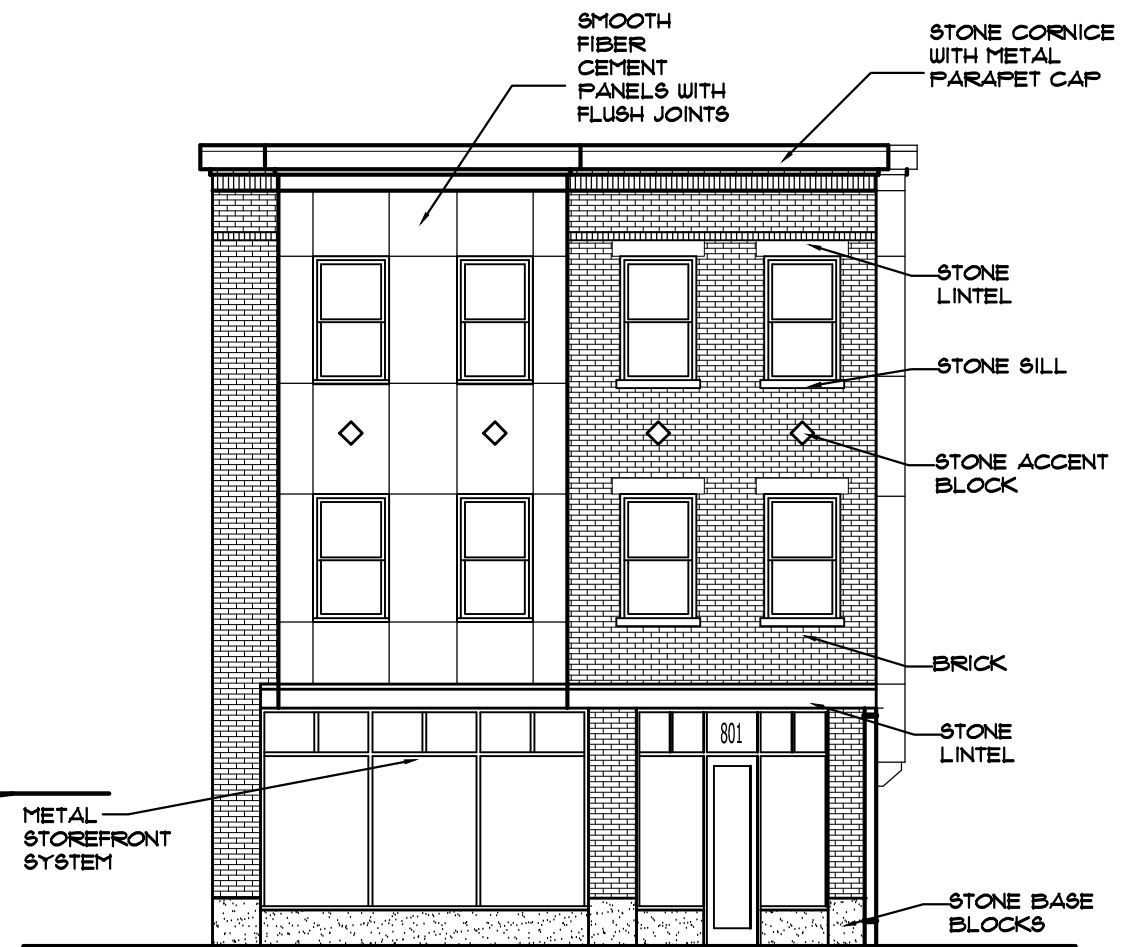 SMOOTH
FIBER
CEMENT
PANELS WITH
FLUSH JOINTS
STONE CORNICE
WITH METAL
PARAPET CAP
STONE
LINTEL
STONE SILL
STONE ACCENT
BLOCK
BRICK
STONE
LINTEL
801
METAL
STOREFRONT
SYSTEM
STONE BASE
BLOCKS